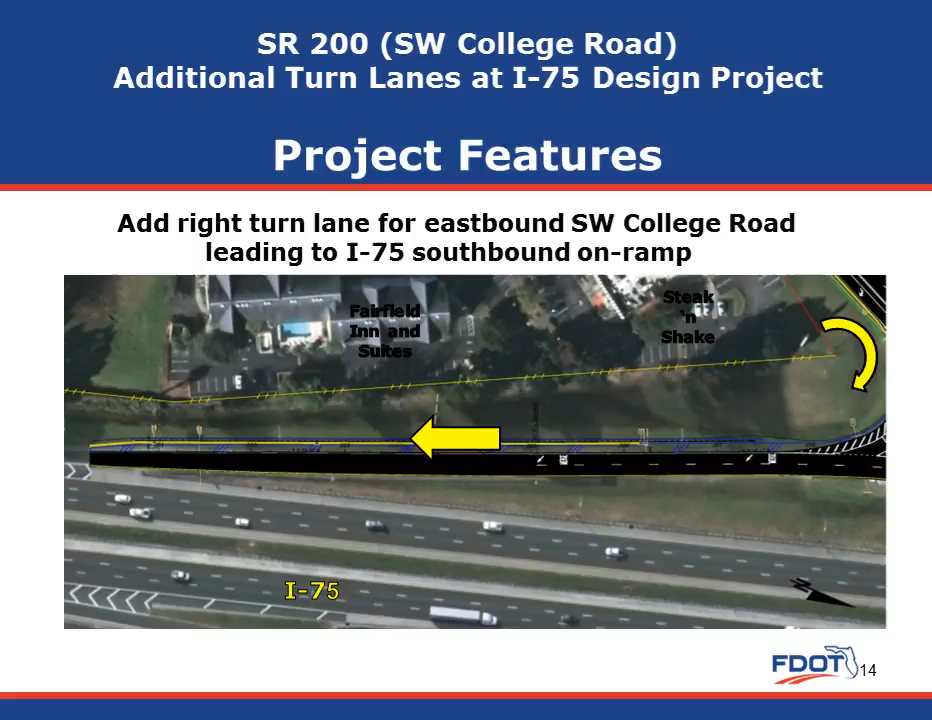 SR 200 (SW College Road)
Additional Turn Lanes at I-75 Design Project
Project Features
Add right turn lane for eastbound SW College Road
leading to I-75 southbound on-ramp
Fairfield
Inn and
Suites
Steak
‘n
Shake
I-75
FDOT
14